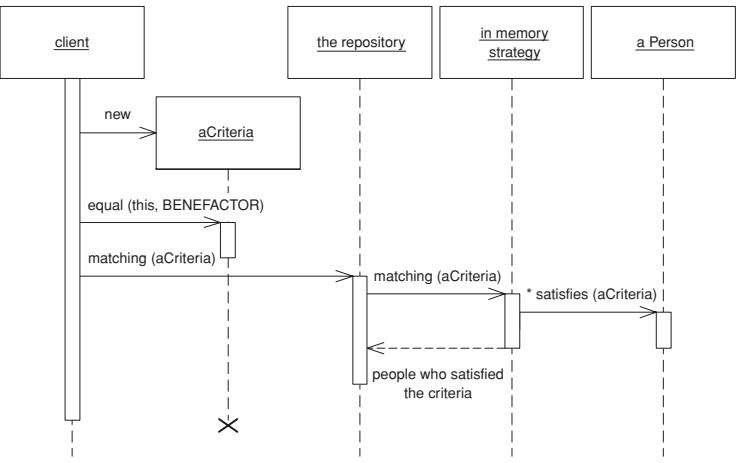 client
the repository
in memory
strategy
a Person
new
aCriteria
equal (this, BENEFACTOR)
matching (aCriteria)
matching (aCriteria)
* satisfies (aCriteria)
people who satisfied
the criteria